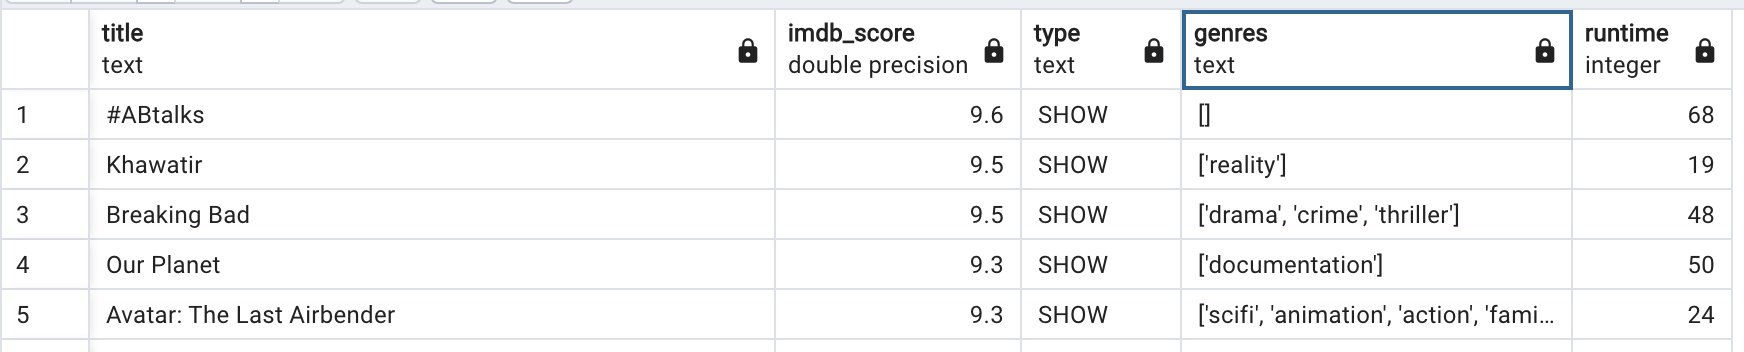 title imdb_score type genres runtime
text double precision text text integer
1 #ABtalks 9.6 SHOW [] 68
2 Khawatir 9.5 SHOW ['reality'] 19
3 Breaking Bad 9.5 SHOW ['drama', 'crime', 'thriller'] 48
4 Our Planet 9.3 SHOW ['documentation'] 50
5 Avatar: The Last Airbender 9.3 SHOW ['scifi', 'animation', 'action', 'fami... 24